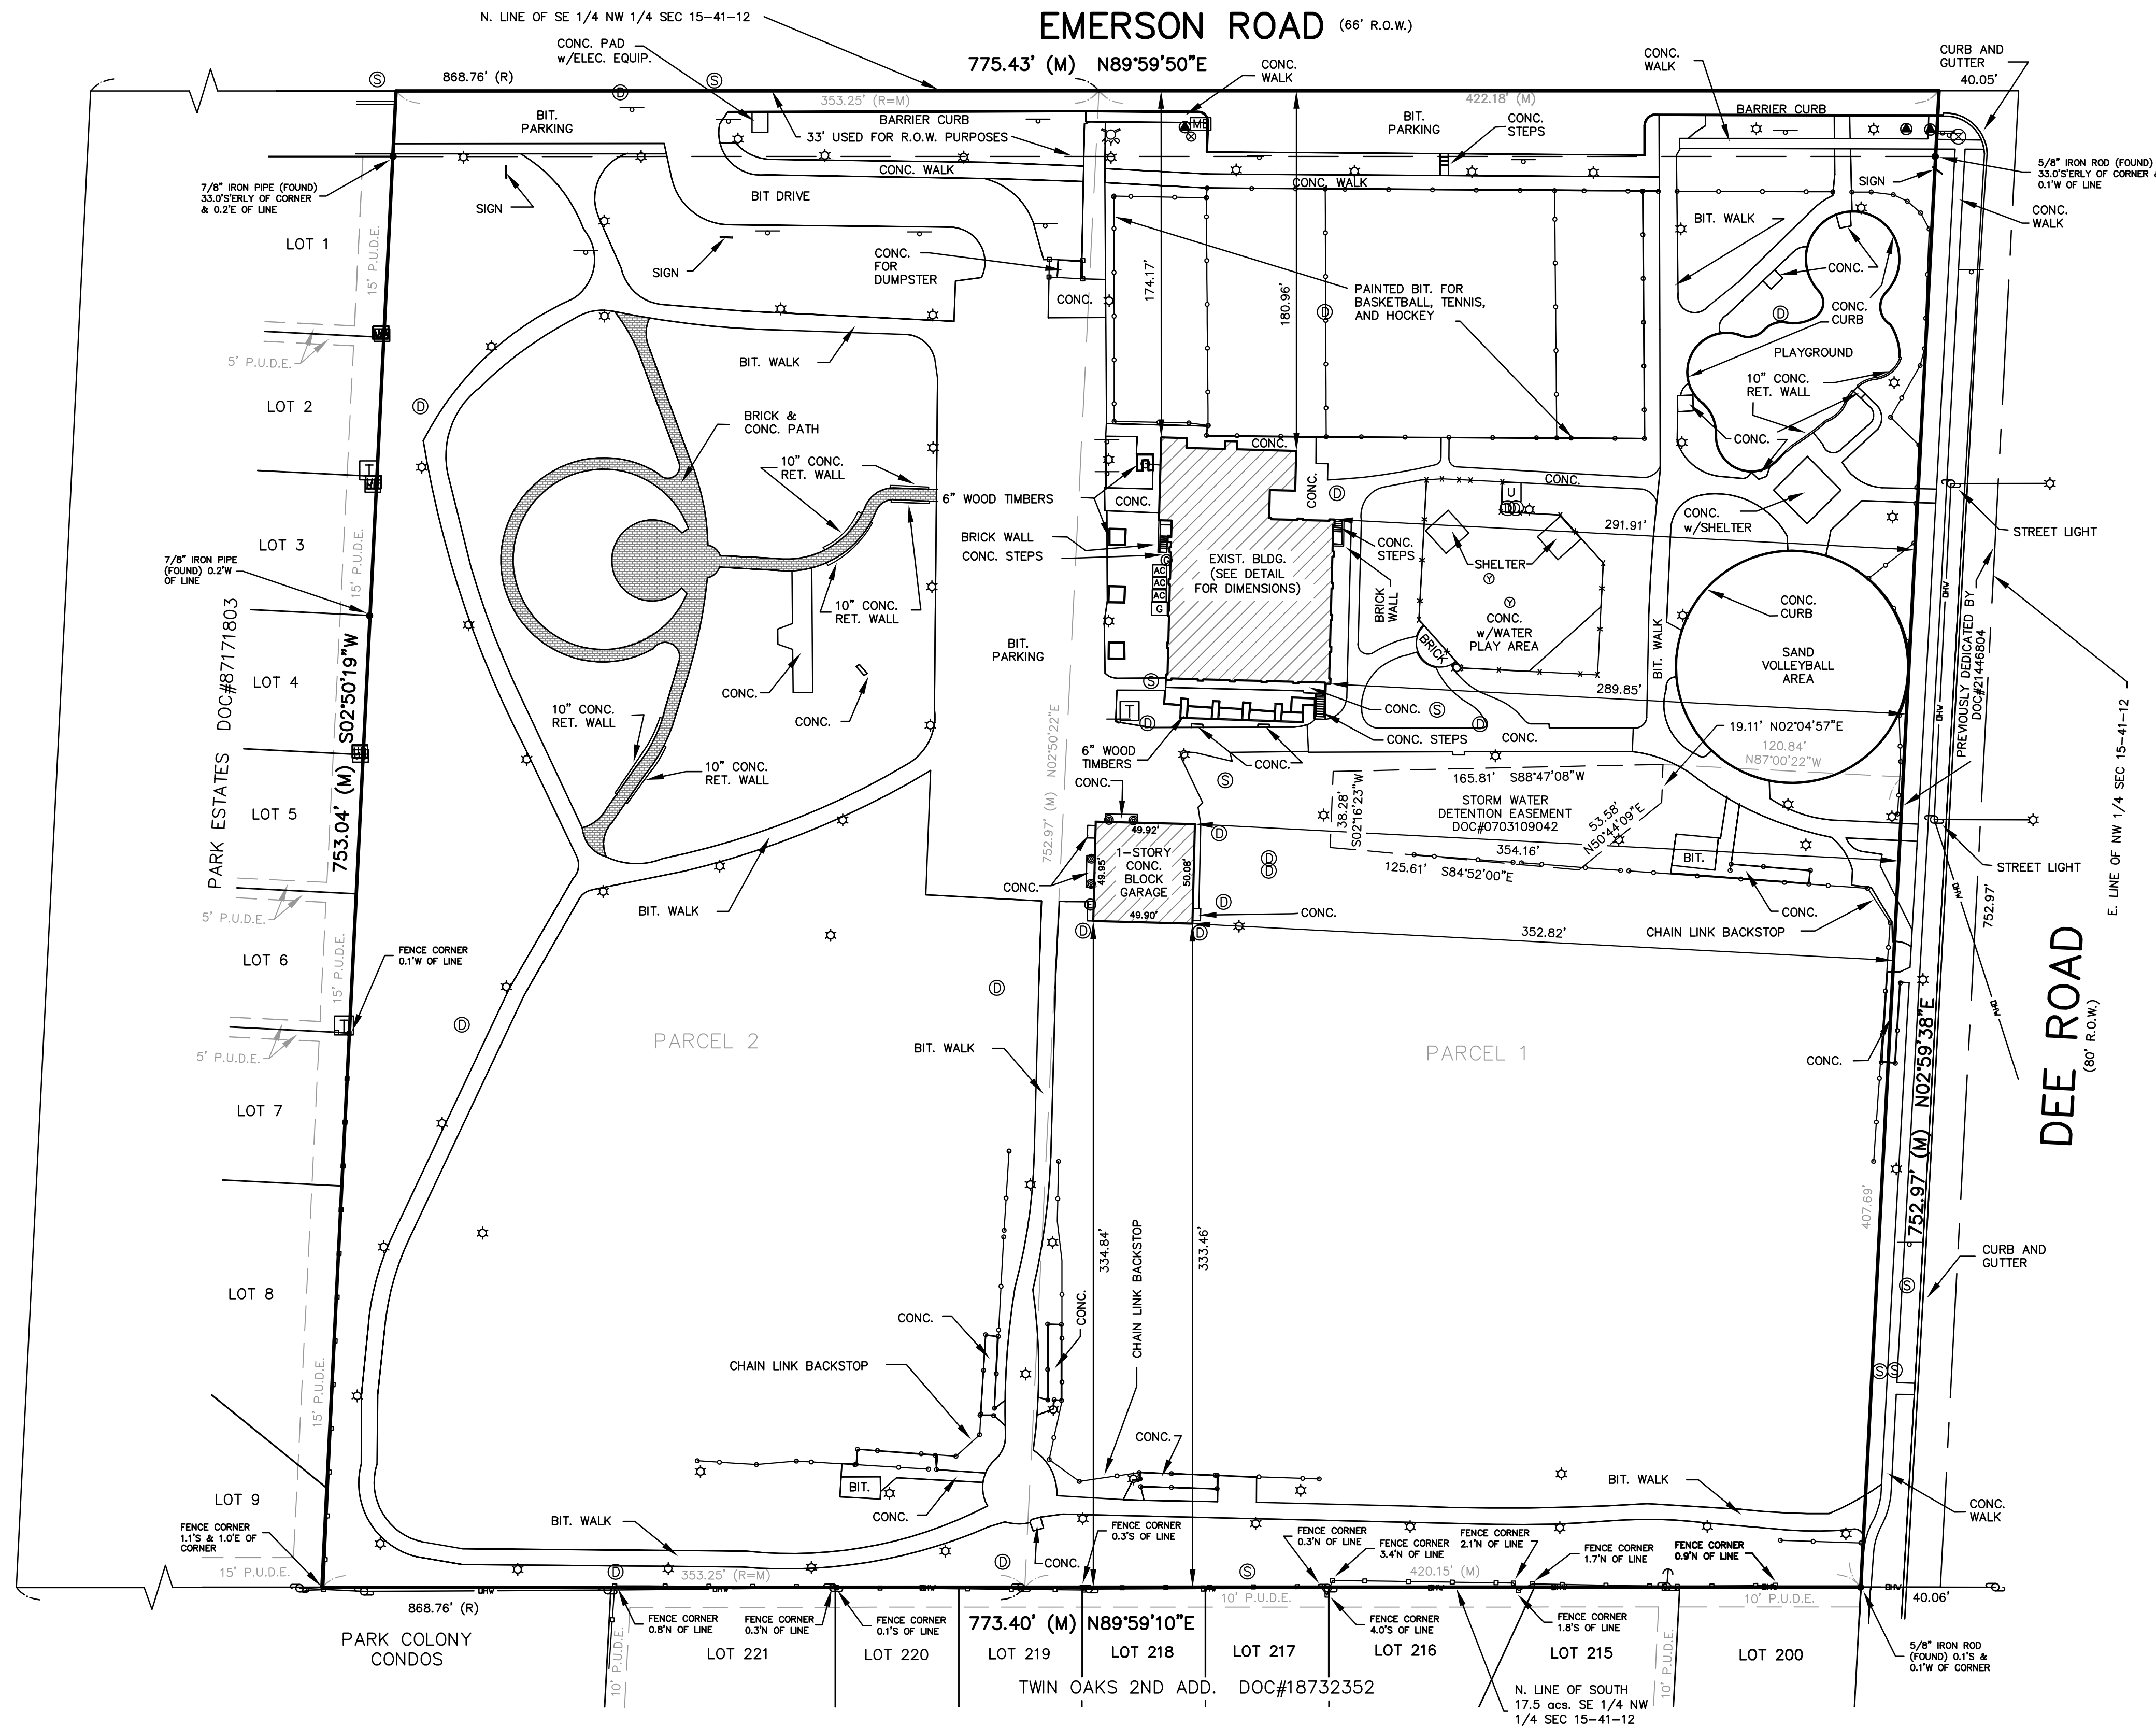 N. LINE OF SE 1/4 NW 1/4 SEC 15-41-12
EMERSON ROAD (66' R.O.W.)
CONC. PAD
w/ELEC. EQUIP.
868.76' (R)
775.43' (M) N89°59'50"E
CONC.
WALK
CONC.
WALK
CURB AND
GUTTER
40.05'
353.25' (R=M)
422.18' (M)
BIT.
PARKING
BARRIER CURB
33' USED FOR R.O.W. PURPOSES
MB
BIT.
PARKING
CONC.
STEPS
BARRIER CURB
7/8" IRON PIPE (FOUND)
33.0'S'ERLY OF CORNER
& 0.2'E OF LINE
SIGN
CONC. WALK
BIT DRIVE
CONC. WALK
SIGN
5/8" IRON ROD (FOUND)
33.0'S'ERLY OF CORNER &
0.1'W OF LINE
CONC.
WALK
LOT 1
15' P.U.D.E.
SIGN
CONC.
FOR
DUMPSTER
CONC.
174.17'
180.96'
PAINTED BIT. FOR
BASKETBALL, TENNIS,
AND HOCKEY
BIT. WALK
CONC.
CONC.
CURB
PLAYGROUND
10" CONC.
RET. WALL
CONC.
5' P.U.D.E.
LOT 2
BIT. WALK
BRICK &
CONC. PATH
10" CONC.
RET. WALL
6" WOOD TIMBERS
CONC.
CONC.
CONC.
CONC.
CONC.
w/SHELTER
STREET LIGHT
LOT 3
15' P.U.D.E.
7/8" IRON PIPE
(FOUND) 0.2'W
OF LINE
BRICK WALL
CONC. STEPS
AC
AC
AC
G
EXIST. BLDG.
(SEE DETAIL
FOR DIMENSIONS)
CONC.
STEPS
BRICK
WALL
U
291.91'
SHELTER
CONC.
w/WATER
PLAY AREA
BRICK
BIT. WALK
CONC.
CURB
SAND
VOLLEYBALL
AREA
289.85'
PREVIOUSLY DEDICATED BY
DOC#21446804
E. LINE OF NW 1/4 SEC 15-41-12
PARK ESTATES DOC#87171803
753.04' (M) S02°50'19"W
10" CONC.
RET. WALL
BIT.
PARKING
LOT 4
CONC.
CONC.
10" CONC.
RET. WALL
10" CONC.
RET. WALL
752.97' (M) N02°50'22"E
T
CONC.
CONC. STEPS
6" WOOD
TIMBERS
CONC.
CONC.
CONC.
19.11' N02°04'57"E
120.84'
N87°00'22"W
LOT 5
165.81' S88°47'08"W
38.28'
S02°16'23"W
STORM WATER
DETENTION EASEMENT
DOC#0703109042
53.58'
N50°44'09"E
354.16'
125.61' S84°52'00"E
BIT.
49.92'
49.95'
1-STORY
CONC.
BLOCK
GARAGE
50.08'
49.90'
CONC.
CONC.
CONC.
352.82'
CHAIN LINK BACKSTOP
STREET LIGHT
752.97'
5' P.U.D.E.
BIT. WALK
LOT 6
15' P.U.D.E.
FENCE CORNER
0.1'W OF LINE
T
5' P.U.D.E.
PARCEL 2
BIT. WALK
PARCEL 1
CONC.
752.97' (M) N02°59'38"E
DEE ROAD
(80' R.O.W.)
LOT 7
407.69'
334.84'
333.46'
CHAIN LINK BACKSTOP
CURB AND
GUTTER
LOT 8
15' P.U.D.E.
CONC.
CONC.
CHAIN LINK BACKSTOP
CONC.
BIT.
CONC.
BIT. WALK
CONC.
WALK
LOT 9
FENCE CORNER
1.1'S & 1.0'E OF
CORNER
15' P.U.D.E.
BIT. WALK
CONC.
FENCE CORNER
0.3'S OF LINE
FENCE CORNER
0.3'N OF LINE
FENCE CORNER
3.4'N OF LINE
FENCE CORNER
2.1'N OF LINE
FENCE CORNER
1.7'N OF LINE
FENCE CORNER
0.9'N OF LINE
353.25' (R=M)
420.15' (M)
OHW
868.76' (R)
10' P.U.D.E.
10' P.U.D.E.
40.06'
PARK COLONY
CONDOS
10' P.U.D.E.
FENCE CORNER
0.8'N OF LINE
FENCE CORNER
0.3'N OF LINE
FENCE CORNER
0.1'S OF LINE
773.40' (M) N89°59'10"E
FENCE CORNER
4.0'S OF LINE
FENCE CORNER
1.8'S OF LINE
10' P.U.D.E.
LOT 221
LOT 220
LOT 219
LOT 218
LOT 217
LOT 216
LOT 215
LOT 200
5/8" IRON ROD
(FOUND) 0.1'S &
0.1'W OF CORNER
TWIN OAKS 2ND ADD. DOC#18732352
N. LINE OF SOUTH
17.5 acs. SE 1/4 NW
1/4 SEC 15-41-12